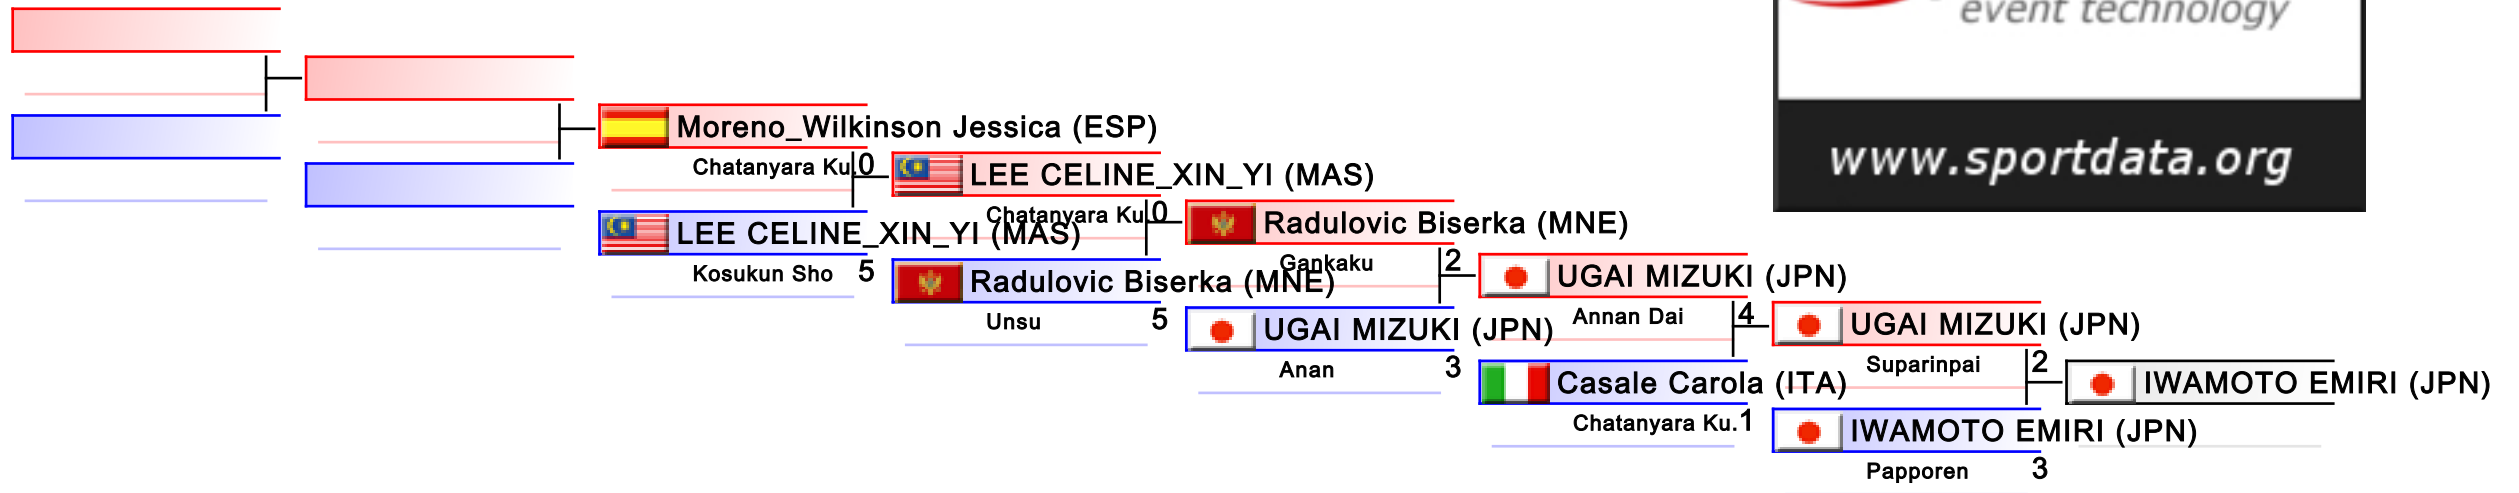 event technology
www.sportdata.org
Moreno_Wilkinson Jessica (ESP)
Chatanyara Ku. 0
LEE CELINE_XIN_YI (MAS)
Kosukun Sho 5
LEE CELINE_XIN_YI (MAS)
Chatanyara Ku. 0
Radulovic Biserka (MNE)
Unsu 5
Radulovic Biserka (MNE)
Gankaku 2
UGAI MIZUKI (JPN)
Anan 3
UGAI MIZUKI (JPN)
Annan Dai 4
Casale Carola (ITA)
Chatanyara Ku. 1
UGAI MIZUKI (JPN)
Suparinpai 2
IWAMOTO EMIRI (JPN)
Papporen 3
IWAMOTO EMIRI (JPN)